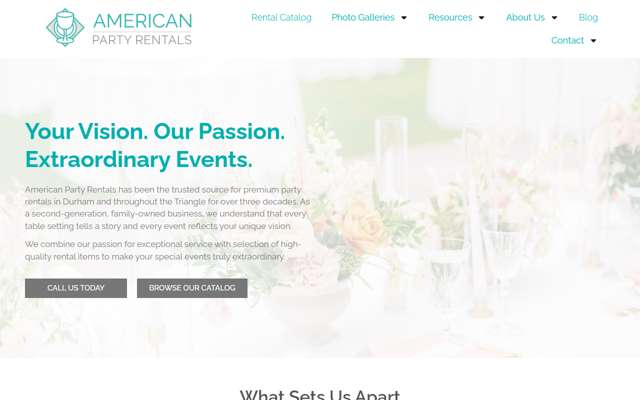 AMERICAN
PARTY RENTALS
Rental Catalog Photo Galleries Resources About Us Blog
Contact
Your Vision. Our Passion.
Extraordinary Events.
American Party Rentals has been the trusted source for premium party
rentals in Durham and throughout the Triangle for over three decades. As
a second-generation, family-owned business, we understand that every
table setting tells a story and every event reflects your unique vision.
We combine our passion for exceptional service with selection of high-
quality rental items to make your special events truly extraordinary.
CALL US TODAY BROWSE OUR CATALOG
What Sets Us Apart